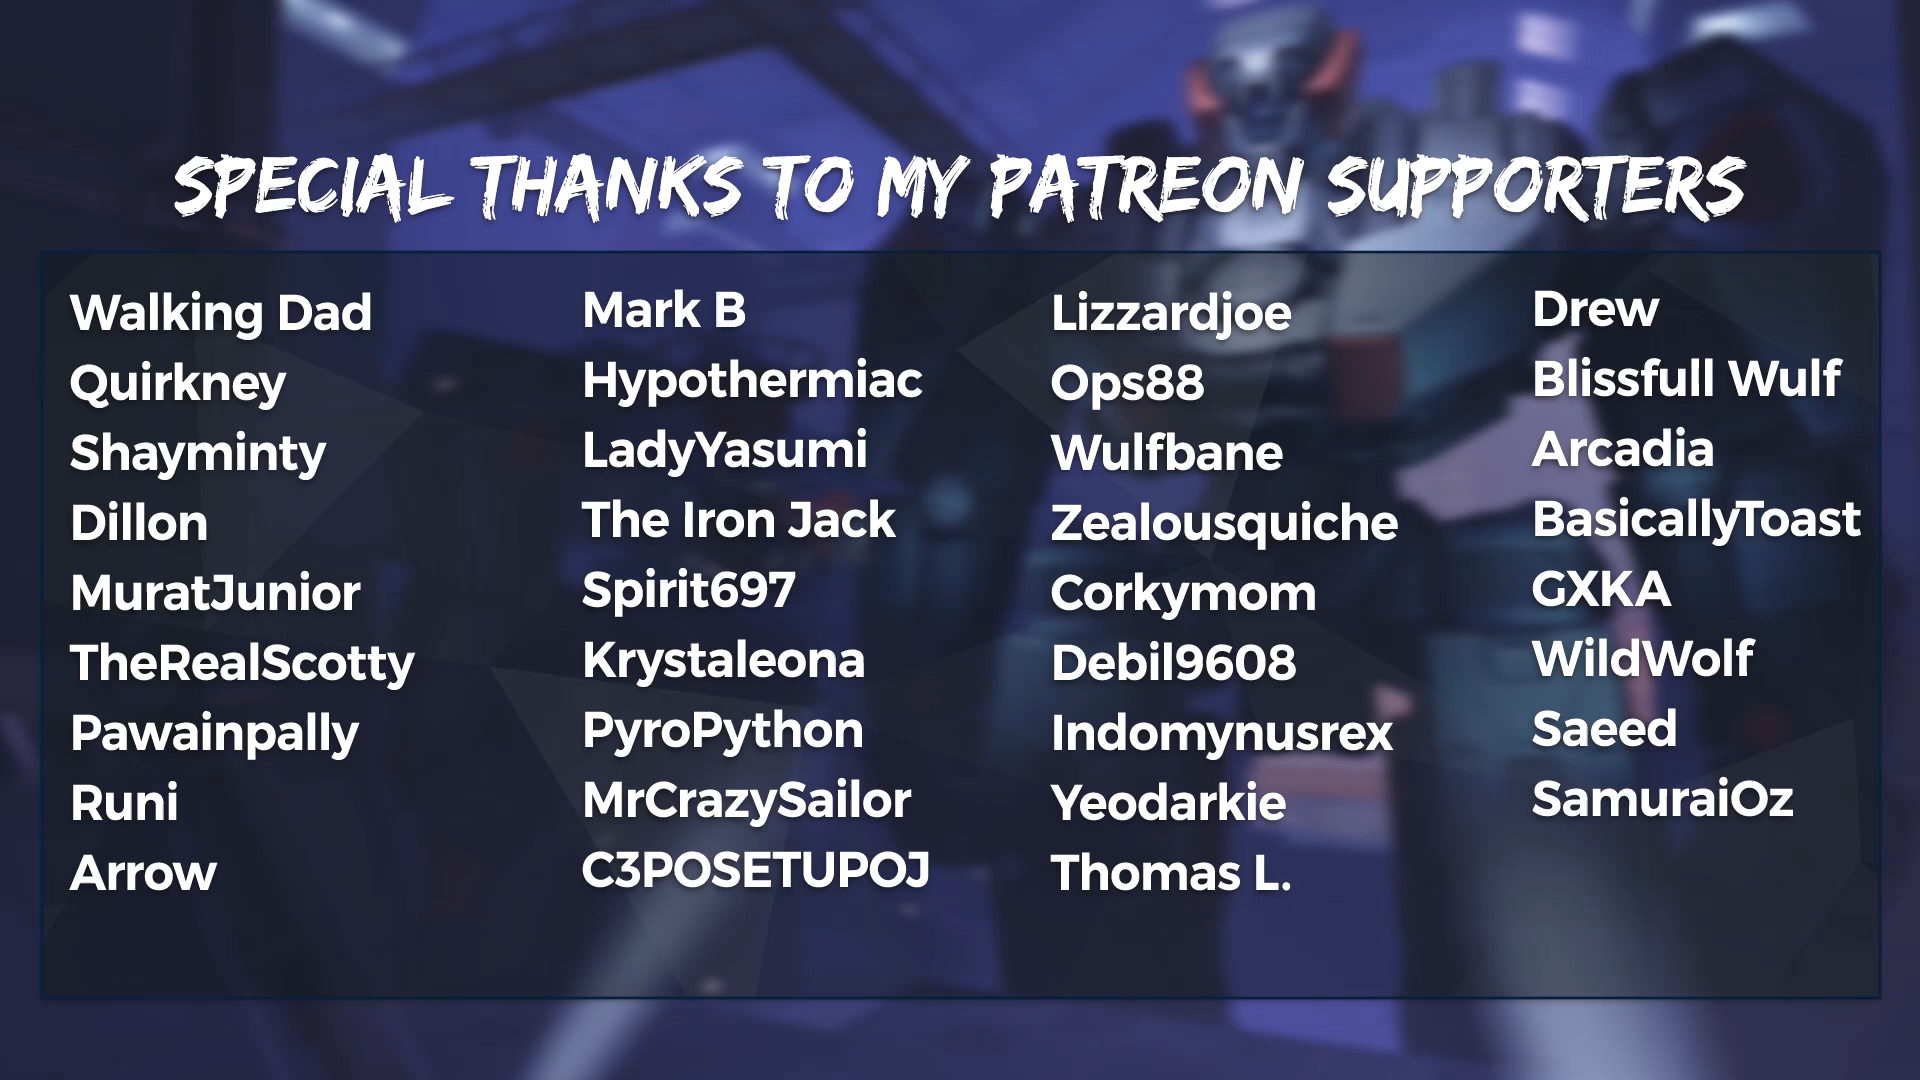 SPECIAL THANKS TO MY PATREON SUPPORTERS
Walking Dad
Quirkney
Shayminty
Dillon
MuratJunior
TheRealScotty
Pawainpally
Runi
Arrow
Mark B
Hypothermiac
LadyYasumi
The Iron Jack
Spirit697
Krystaleona
PyroPython
MrCrazySailor
C3POSETUPOJ
Lizzardjoe
Ops88
Wulfbane
Zealousquiche
Corkymom
Debil9608
Indomynusrex
Yeodarkie
Thomas L.
Drew
Blissfull Wulf
Arcadia
BasicallyToast
GXKA
WildWolf
Saeed
SamuraiOz